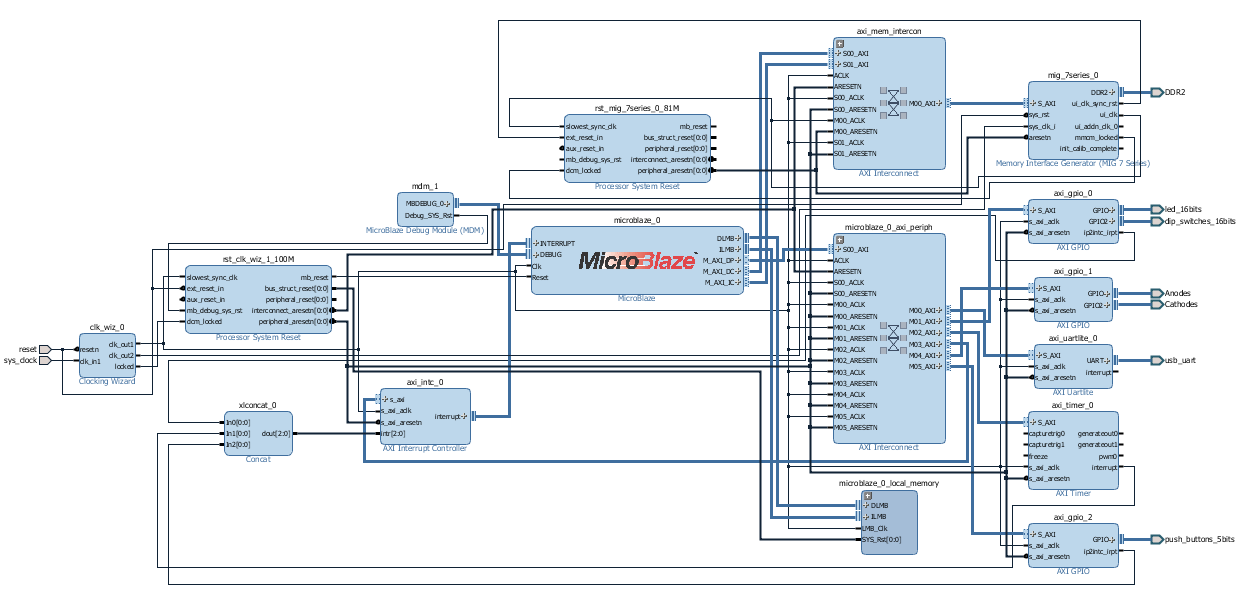 axi_mem_intercon
S00_AXI
S01_AXI
ACLK
ARESETN
S00_ACLK
S00_ARESETN
M00_ACLK
M00_ARESETN
S01_ACLK
S01_ARESETN
M00_AXI
AXI Interconnect
mig_7series_0
S_AXI
sys_rst
sys_clk_i
aresetn
DDR2
ui_clk_sync_rst
ui_clk
ui_addn_clk_0
mmcm_locked
init_calib_complete
Memory Interface Generator (MIG 7 Series)
DDR2
rst_mig_7series_0_81M
slowest_sync_clk
ext_reset_in
aux_reset_in
mb_debug_sys_rst
dcm_locked
mb_reset
bus_struct_reset[0:0]
peripheral_reset[0:0]
interconnect_aresetn[0:0]
peripheral_aresetn[0:0]
Processor System Reset
mdm_1
MBDEBUG_0
Debug_SYS_Rst
MicroBlaze Debug Module (MDM)
axi_gpio_0
S_AXI
s_axi_aclk
s_axi_aresetn
GPIO
GPIO2
ip2intc_irpt
AXI GPIO
led_16bits
dip_switches_16bits
microblaze_0
INTERRUPT
DEBUG
Clk
Reset
MicroBlaze
DLMB
ILMB
M_AXI_DP
M_AXI_DC
M_AXI_IC
MicroBlaze
microblaze_0_axi_periph
S00_AXI
ACLK
ARESETN
S00_ACLK
S00_ARESETN
M00_ACLK
M00_ARESETN
M01_ACLK
M01_ARESETN
M02_ACLK
M02_ARESETN
M03_ACLK
M03_ARESETN
M04_ACLK
M04_ARESETN
M05_ACLK
M05_ARESETN
M00_AXI
M01_AXI
M02_AXI
M03_AXI
M04_AXI
M05_AXI
AXI Interconnect
rst_clk_wiz_1_100M
slowest_sync_clk
ext_reset_in
aux_reset_in
mb_debug_sys_rst
dcm_locked
mb_reset
bus_struct_reset[0:0]
peripheral_reset[0:0]
interconnect_aresetn[0:0]
peripheral_aresetn[0:0]
Processor System Reset
axi_gpio_1
S_AXI
s_axi_aclk
s_axi_aresetn
GPIO
GPIO2
AXI GPIO
Anodes
Cathodes
reset
sys_clock
clk_wiz_0
resetn
clk_in1
clk_out1
clk_out2
locked
Clocking Wizard
axi_uartlite_0
S_AXI
s_axi_aclk
s_axi_aresetn
UART
interrupt
AXI Uartlite
usb_uart
axi_intc_0
s_axi
s_axi_aclk
s_axi_aresetn
intr[2:0]
interrupt
AXI Interrupt Controller
xlconcat_0
In0[0:0]
In1[0:0]
In2[0:0]
dout[2:0]
Concat
axi_timer_0
S_AXI
capturetrig0
capturetrig1
freeze
s_axi_aclk
s_axi_aresetn
generateout0
generateout1
pwm0
interrupt
AXI Timer
microblaze_0_local_memory
DLMB
ILMB
LMB_Clk
SYS_Rst[0:0]
axi_gpio_2
S_AXI
s_axi_aclk
s_axi_aresetn
GPIO
ip2intc_irpt
AXI GPIO
push_buttons_5bits